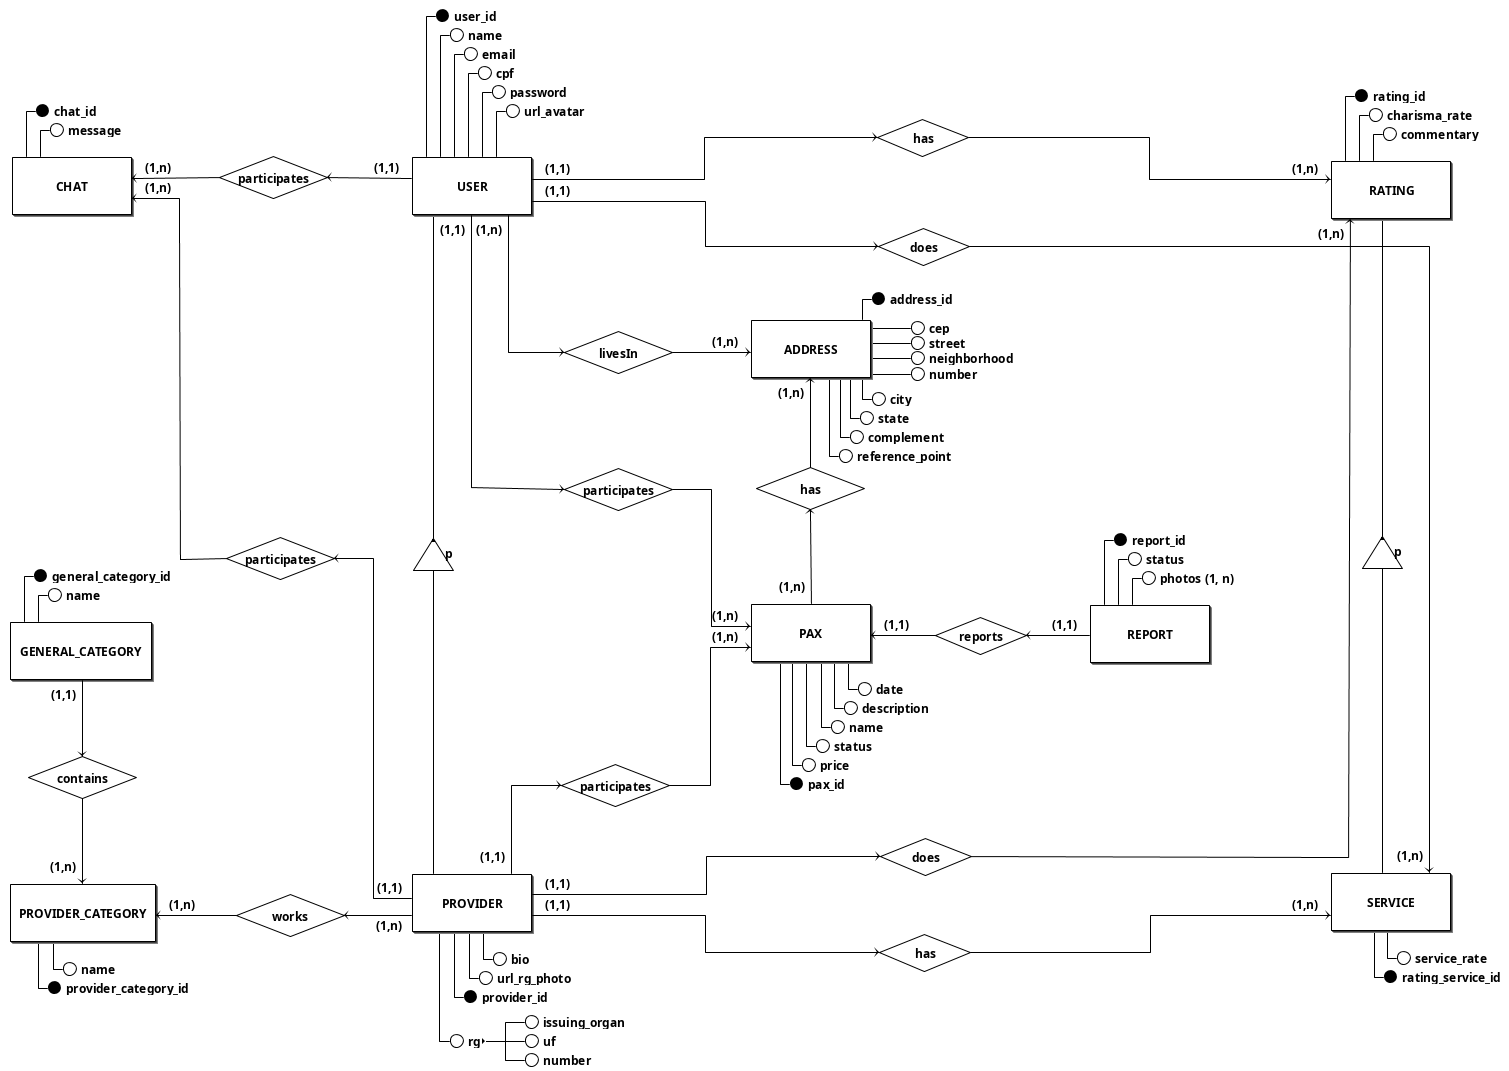 user_id
name
email
cpf
password
url_avatar
chat_id
message
CHAT
(1,n)
(1,n)
participates
(1,1)
USER
(1,1)
(1,1)
has
does
rating_id
charisma_rate
commentary
(1,n)
RATING
(1,n)
(1,1)
(1,n)
livesIn
(1,n)
address_id
ADDRESS
cep
street
neighborhood
number
(1,n)
city
state
complement
reference_point
participates
has
participates
p
general_category_id
name
GENERAL_CATEGORY
(1,1)
contains
(1,n)
(1,n)
(1,n)
(1,n)
PAX
(1,1)
reports
(1,1)
REPORT
report_id
status
photos (1, n)
p
date
description
name
status
price
pax_id
participates
(1,1)
PROVIDER_CATEGORY
(1,n)
works
(1,1)
(1,n)
PROVIDER
(1,1)
(1,1)
does
has
(1,n)
(1,n)
SERVICE
name
provider_category_id
bio
url_rg_photo
provider_id
rg
issuing_organ
uf
number
service_rate
rating_service_id